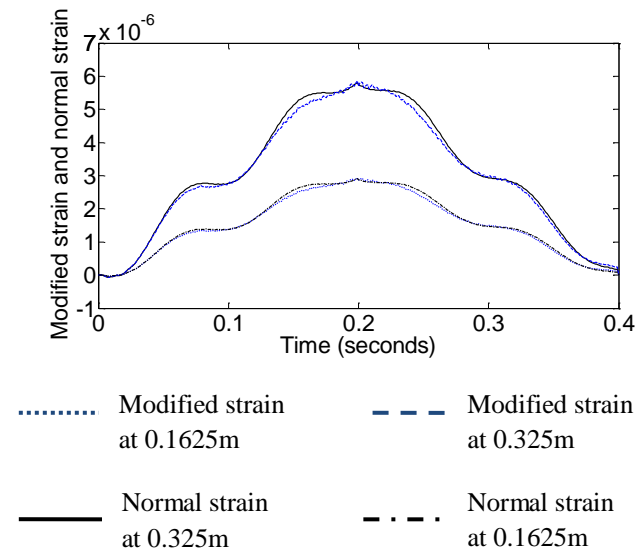 7 x 10^-6
6
5
4
3
2
1
0
-1
Modified strain and normal strain
0
0.1
0.2
0.3
0.4
Time (seconds)
Modified strain
at 0.1625m
Modified strain
at 0.325m
Normal strain
at 0.325m
Normal strain
at 0.1625m